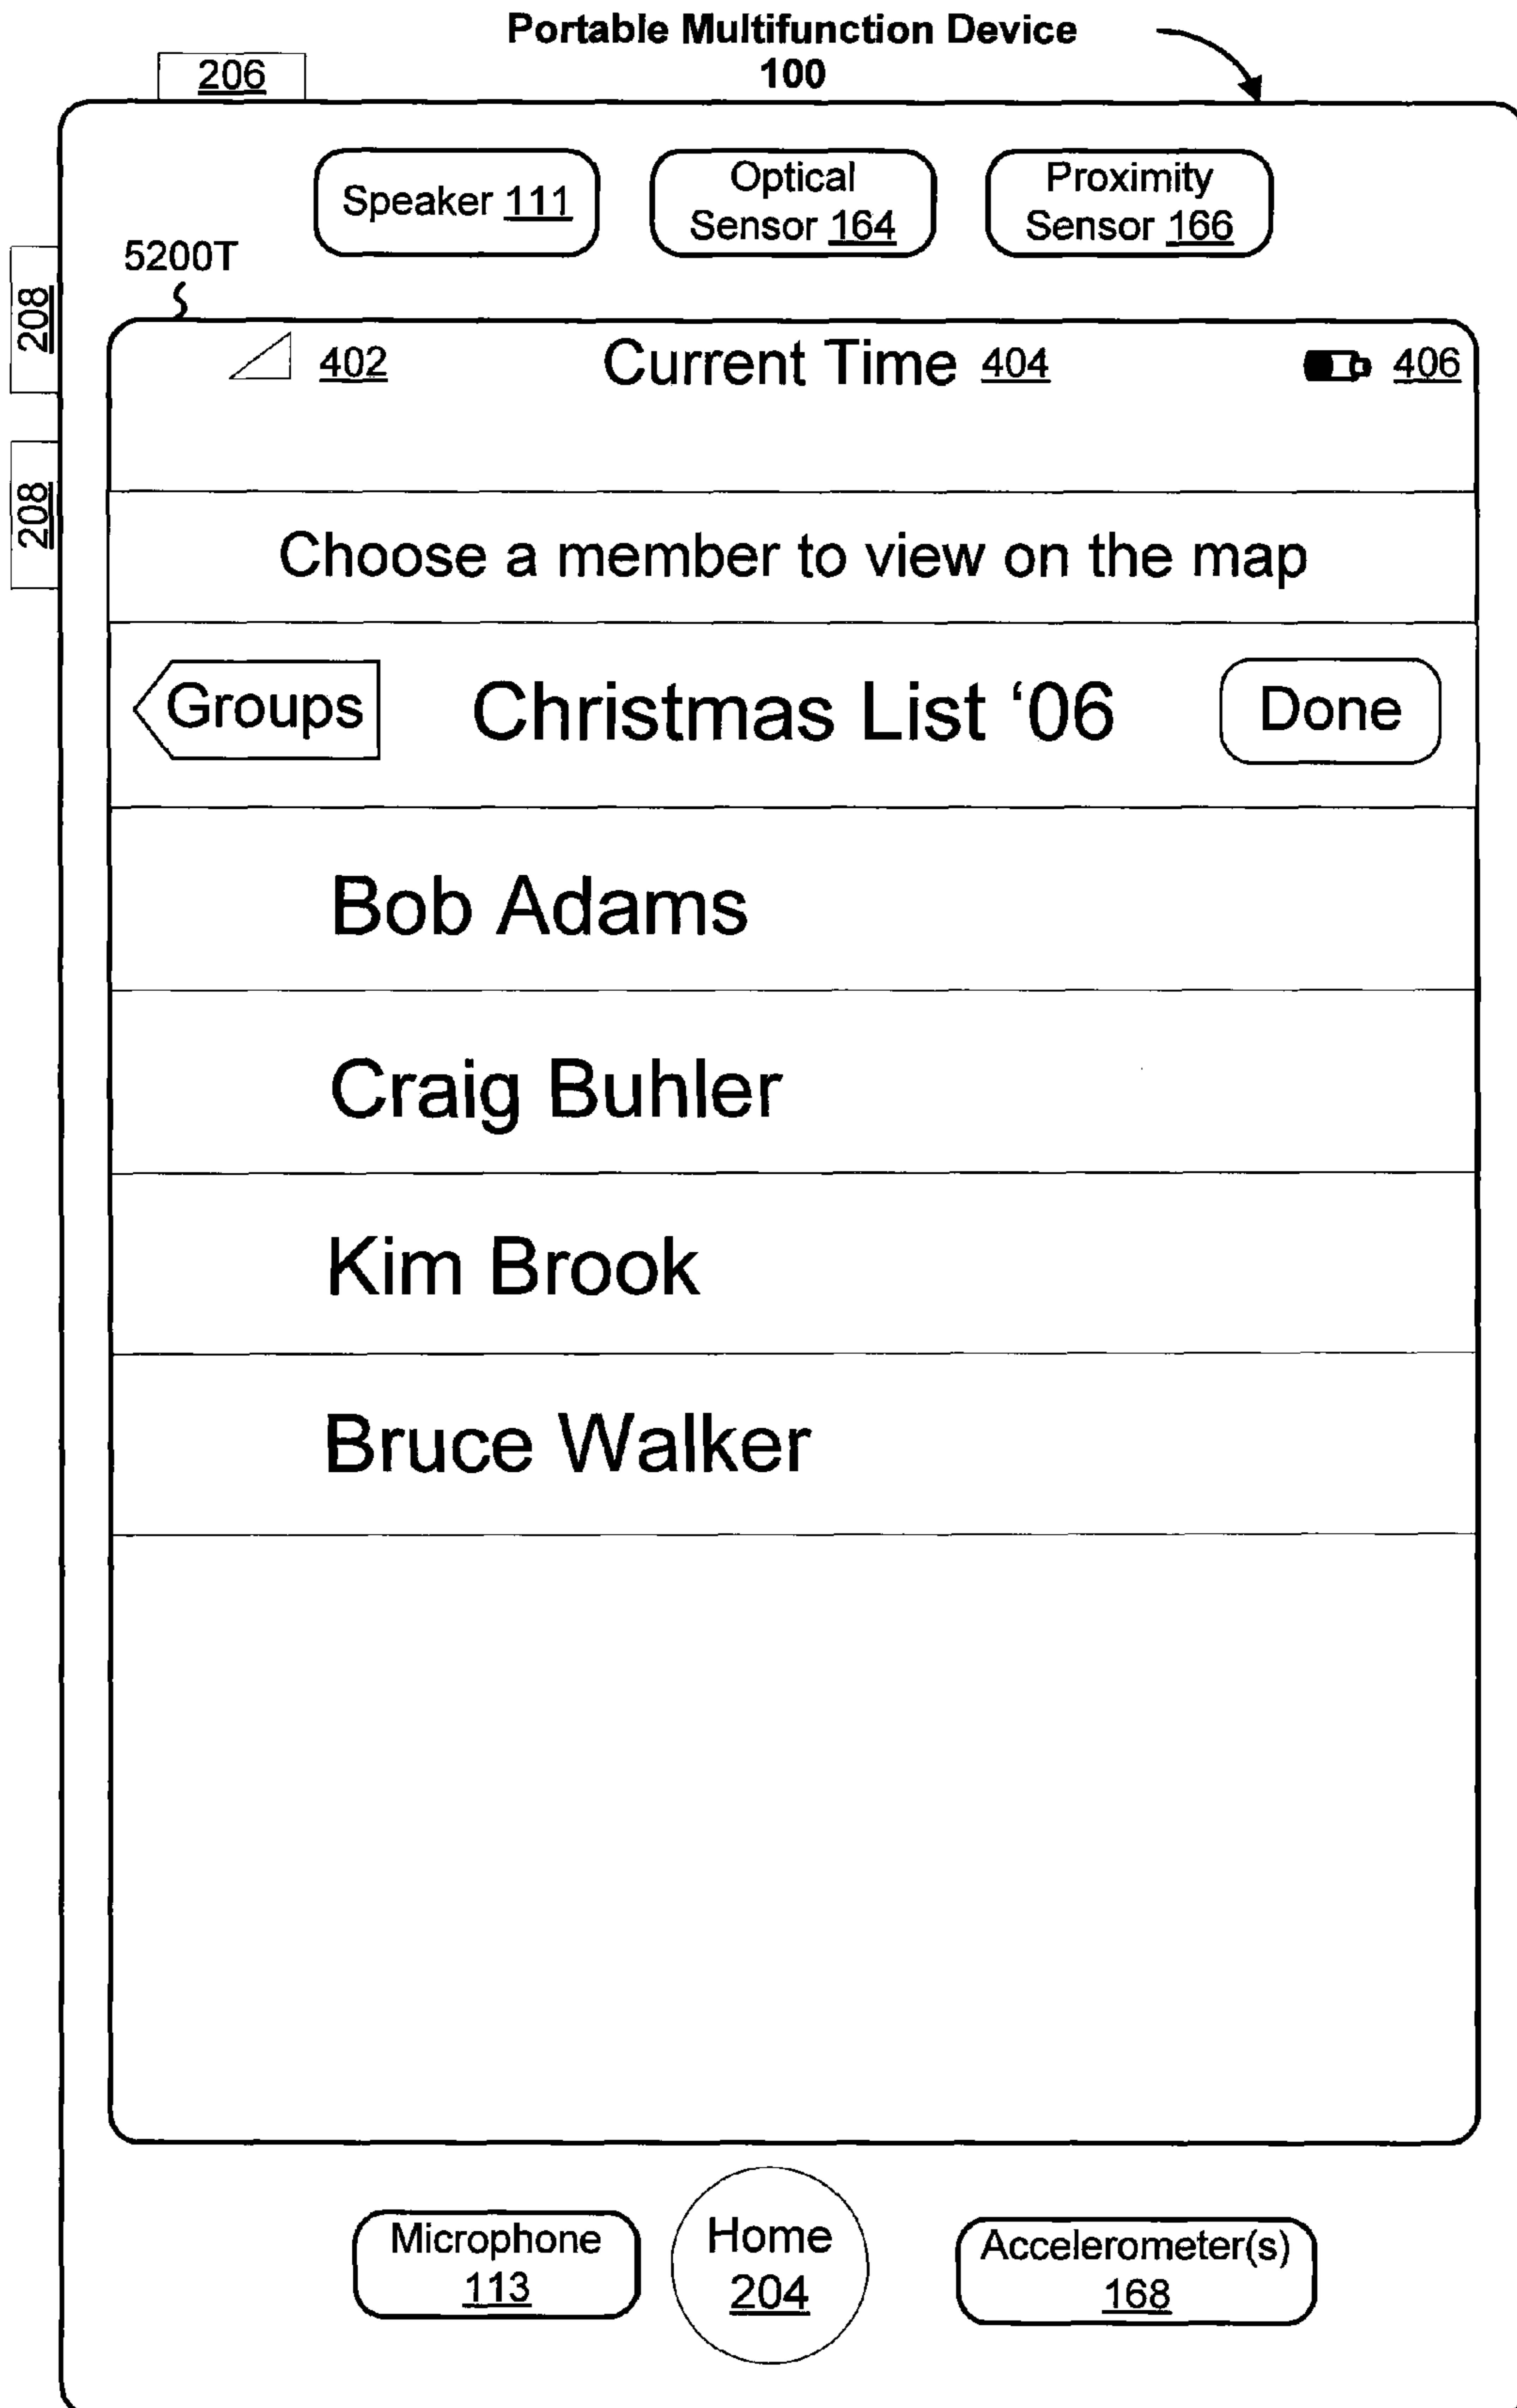 Portable Multifunction Device
100
206
Speaker 111
Optical
Sensor 164
Proximity
Sensor 166
5200T
208
208
402
Current Time 404
406
Choose a member to view on the map
Groups
Christmas List ‘06
Done
Bob Adams
Craig Buhler
Kim Brook
Bruce Walker
Microphone
113
Home
204
Accelerometer(s)
168